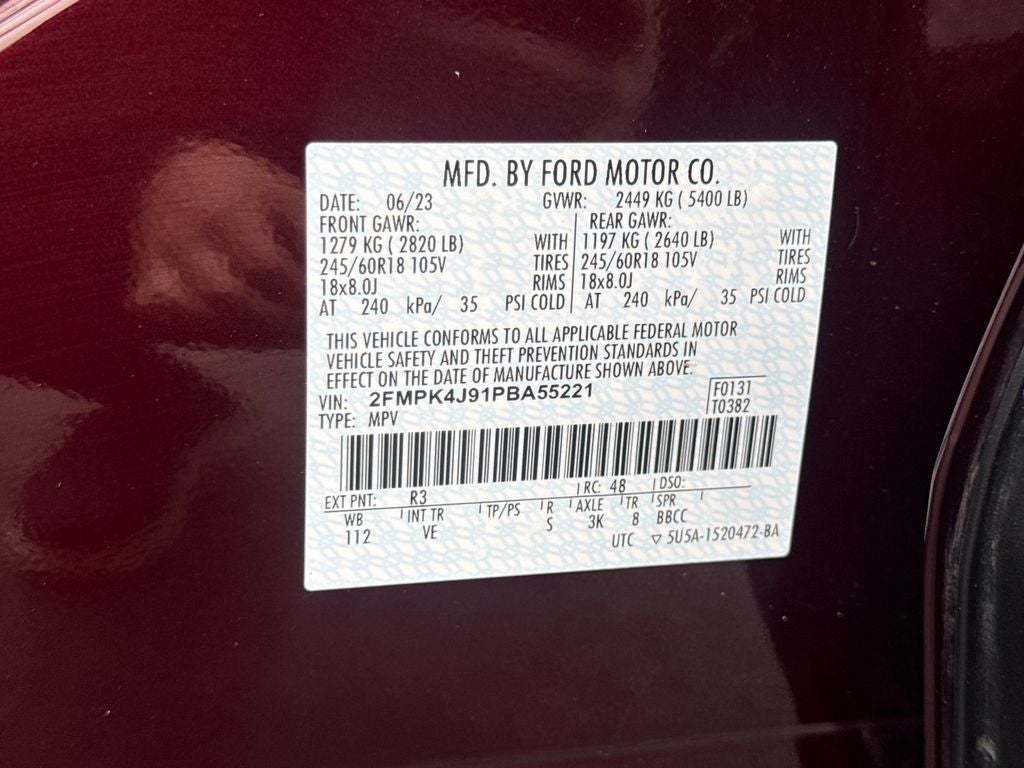 MFD. BY FORD MOTOR CO.
DATE: 06/23 GVWR: 2449 KG ( 5400 LB)
FRONT GAWR: REAR GAWR:
1279 KG ( 2820 LB) WITH 1197 KG ( 2640 LB) WITH
245/60R18 105V TIRES 245/60R18 105V TIRES
18x8.0J RIMS 18x8.0J RIMS
AT 240 kPa/ 35 PSI COLD AT 240 kPa/ 35 PSI COLD
THIS VEHICLE CONFORMS TO ALL APPLICABLE FEDERAL MOTOR
VEHICLE SAFETY AND THEFT PREVENTION STANDARDS IN
EFFECT ON THE DATE OF MANUFACTURE SHOWN ABOVE.
VIN: 2FMPK4J91PBA55221 F0131
TYPE: MPV T0382
EXT PNT: R3 RC: 48 DSO:
WB INT TR TP/PS R AXLE TR SPR
112 VE S 3K 8 BBCC
UTC ▽ 5U5A-1520472-BA